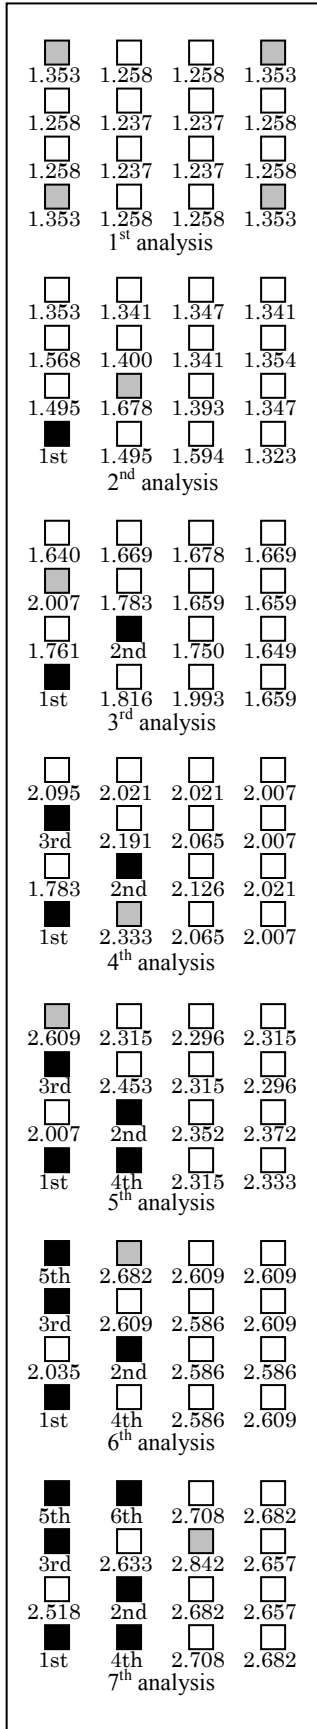 1.353 1.258 1.258 1.353
1.258 1.237 1.237 1.258
1.258 1.237 1.237 1.258
1.353 1.258 1.258 1.353
1st analysis
1.353 1.341 1.347 1.341
1.568 1.400 1.341 1.354
1.495 1.678 1.393 1.347
1st 1.495 1.594 1.323
2nd analysis
1.640 1.669 1.678 1.669
2.007 1.783 1.659 1.659
1.761 2nd 1.750 1.649
1st 1.816 1.993 1.659
3rd analysis
2.095 2.021 2.021 2.007
3rd 2.191 2.065 2.007
1.783 2nd 2.126 2.021
1st 2.333 2.065 2.007
4th analysis
2.609 2.315 2.296 2.315
3rd 2.453 2.315 2.296
2.007 2nd 2.352 2.372
1st 4th 2.315 2.333
5th analysis
5th 2.682 2.609 2.609
3rd 2.609 2.586 2.609
2.035 2nd 2.586 2.586
1st 4th 2.586 2.609
6th analysis
5th 6th 2.708 2.682
3rd 2.633 2.842 2.657
2.518 2nd 2.682 2.657
1st 4th 2.708 2.682
7th analysis